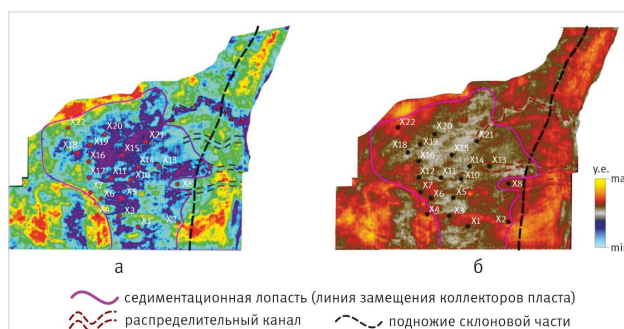 X22
X20
X19
X21
X18
X15
X16
X14
X13
X12
X11
X10
X7
X8
X6
X5
X4
X3
X2
X1
а
X22
X20
X19
X21
X18
X15
X16
X14
X13
X12
X11
X10
X7
X8
X6
X5
X4
X3
X2
X1
б
у.е.
ma
min
седиментационная лопасть (линия замещения коллекторов пласта)
распределительный канал
подножие склоновой части